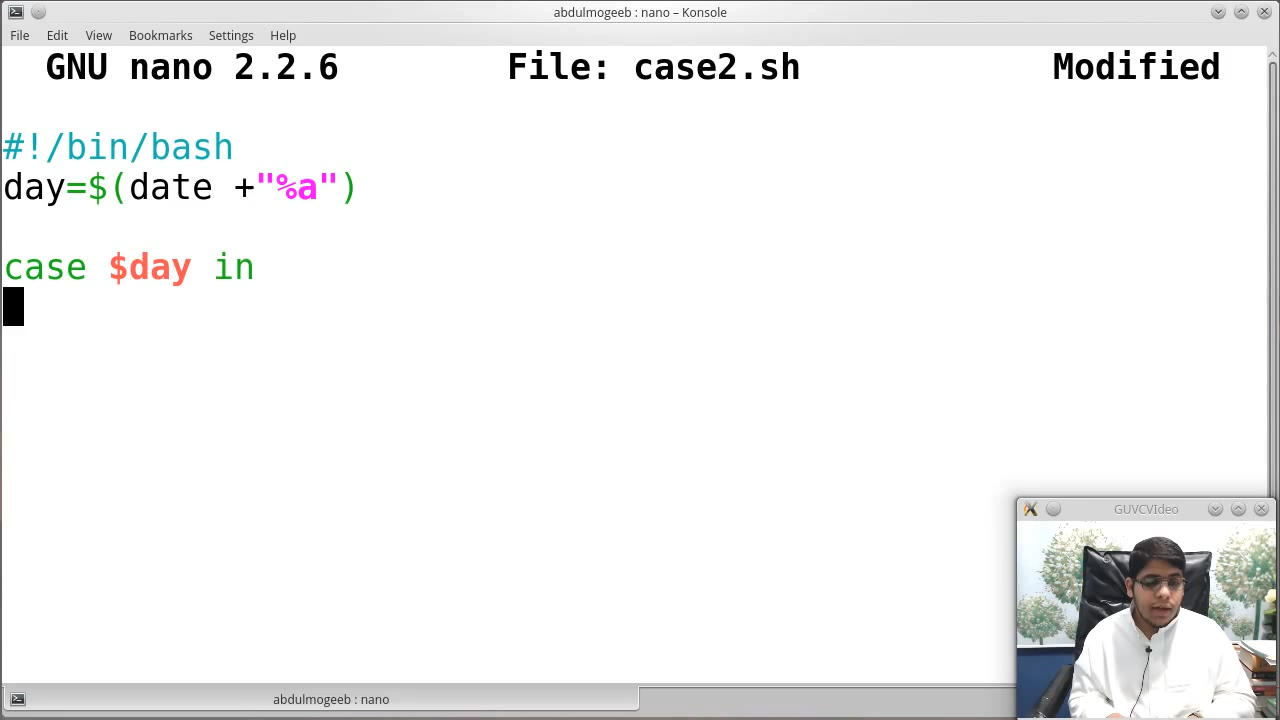 abdulmogeeb : nano – Konsole
File Edit View Bookmarks Settings Help
GNU nano 2.2.6 File: case2.sh Modified
#!/bin/bash
day=$(date +"%a")
case $day in
GUVCVIdeo
abdulmogeeb : nano